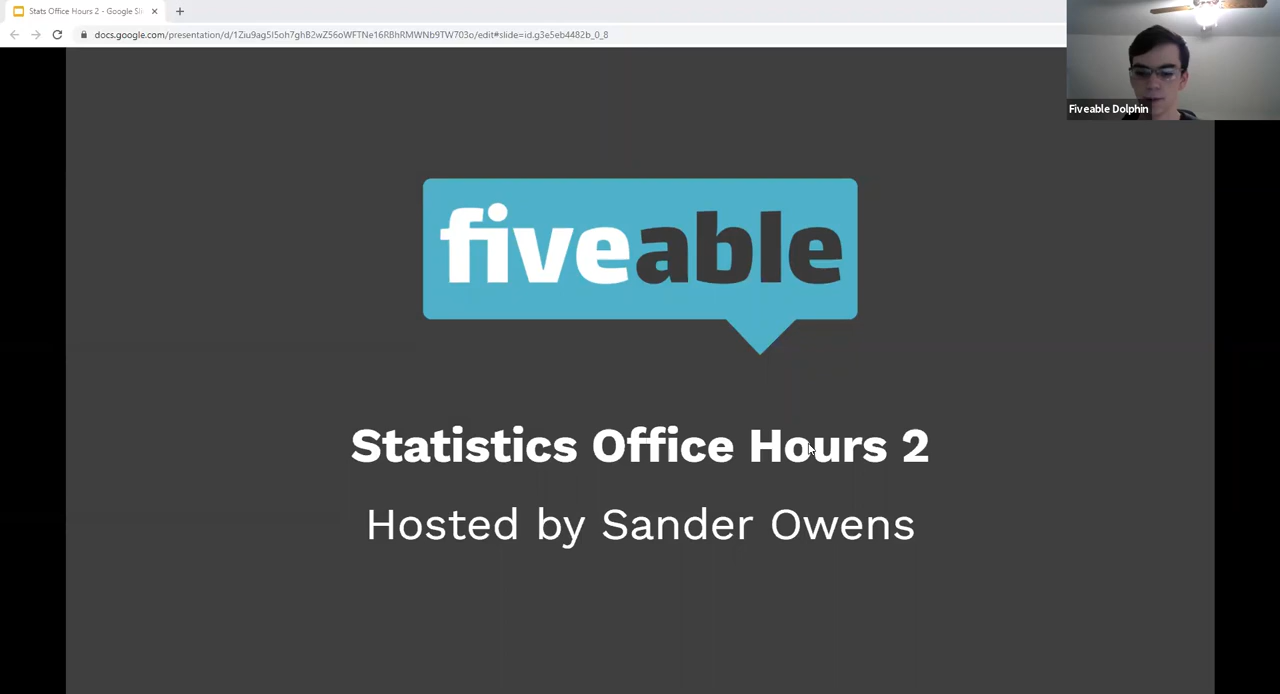 Stats Office Hours 2 - Google Sli
docs.google.com/presentation/d/1Ziu9ag5I5oh7ghB2wZ56oWFTNe16RBhRMWNb9TW703o/edit#slide=id.g3e5eb4482b_0_8
Fiveable Dolphin
fiveable
Statistics Office Hours 2
Hosted by Sander Owens